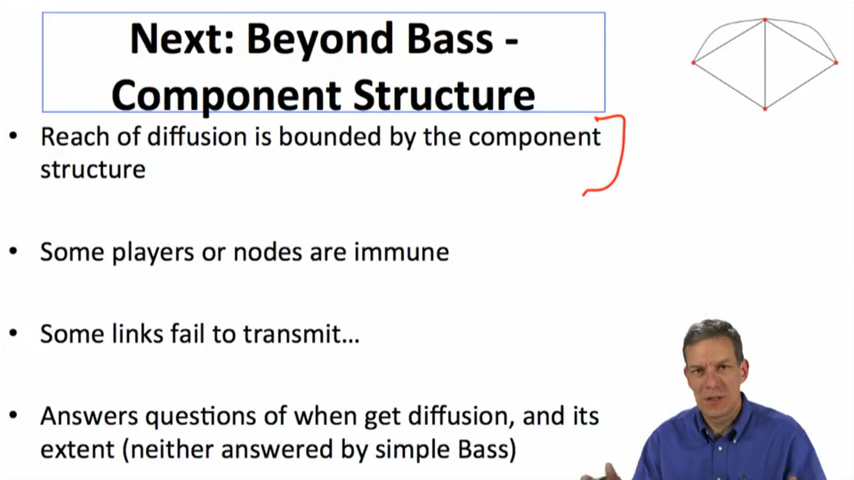 Next: Beyond Bass -
Component Structure
• Reach of diffusion is bounded by the component
structure
• Some players or nodes are immune
• Some links fail to transmit...
• Answers questions of when get diffusion, and its
extent (neither answered by simple Bass)